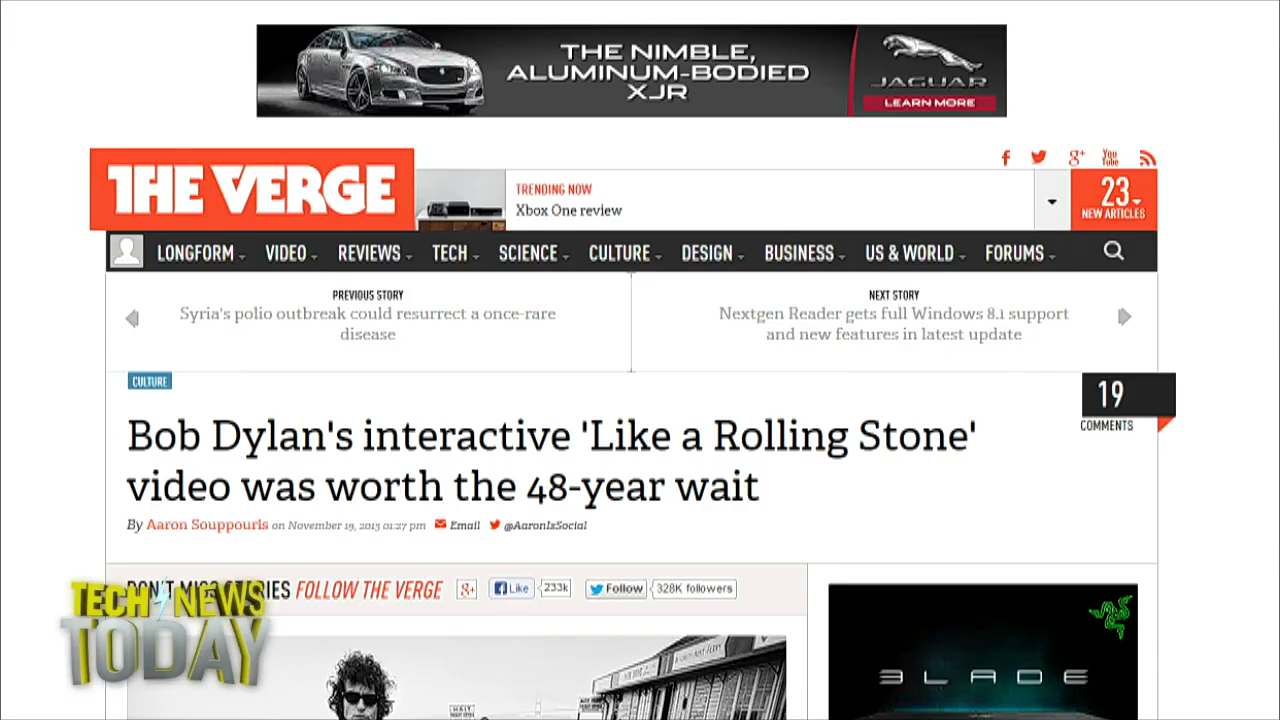 THE NIMBLE,
ALUMINUM-BODIED
XJR
JAGUAR
LEARN MORE
THE VERGE
TRENDING NOW
Xbox One review
23
NEW ARTICLES
LONGFORM VIDEO REVIEWS TECH SCIENCE CULTURE DESIGN BUSINESS US & WORLD FORUMS
PREVIOUS STORY
Syria's polio outbreak could resurrect a once-rare
disease
NEXT STORY
Nextgen Reader gets full Windows 8.1 support
and new features in latest update
CULTURE
19
COMMENTS
Bob Dylan's interactive 'Like a Rolling Stone'
video was worth the 48-year wait
By Aaron Souppouris on November 19, 2013 01:27 pm Email @AaronIsSocial
DON'T MISS STORIES FOLLOW THE VERGE g+ Like 233k Follow 328K followers
TECH NEWS
TODAY
BLADE